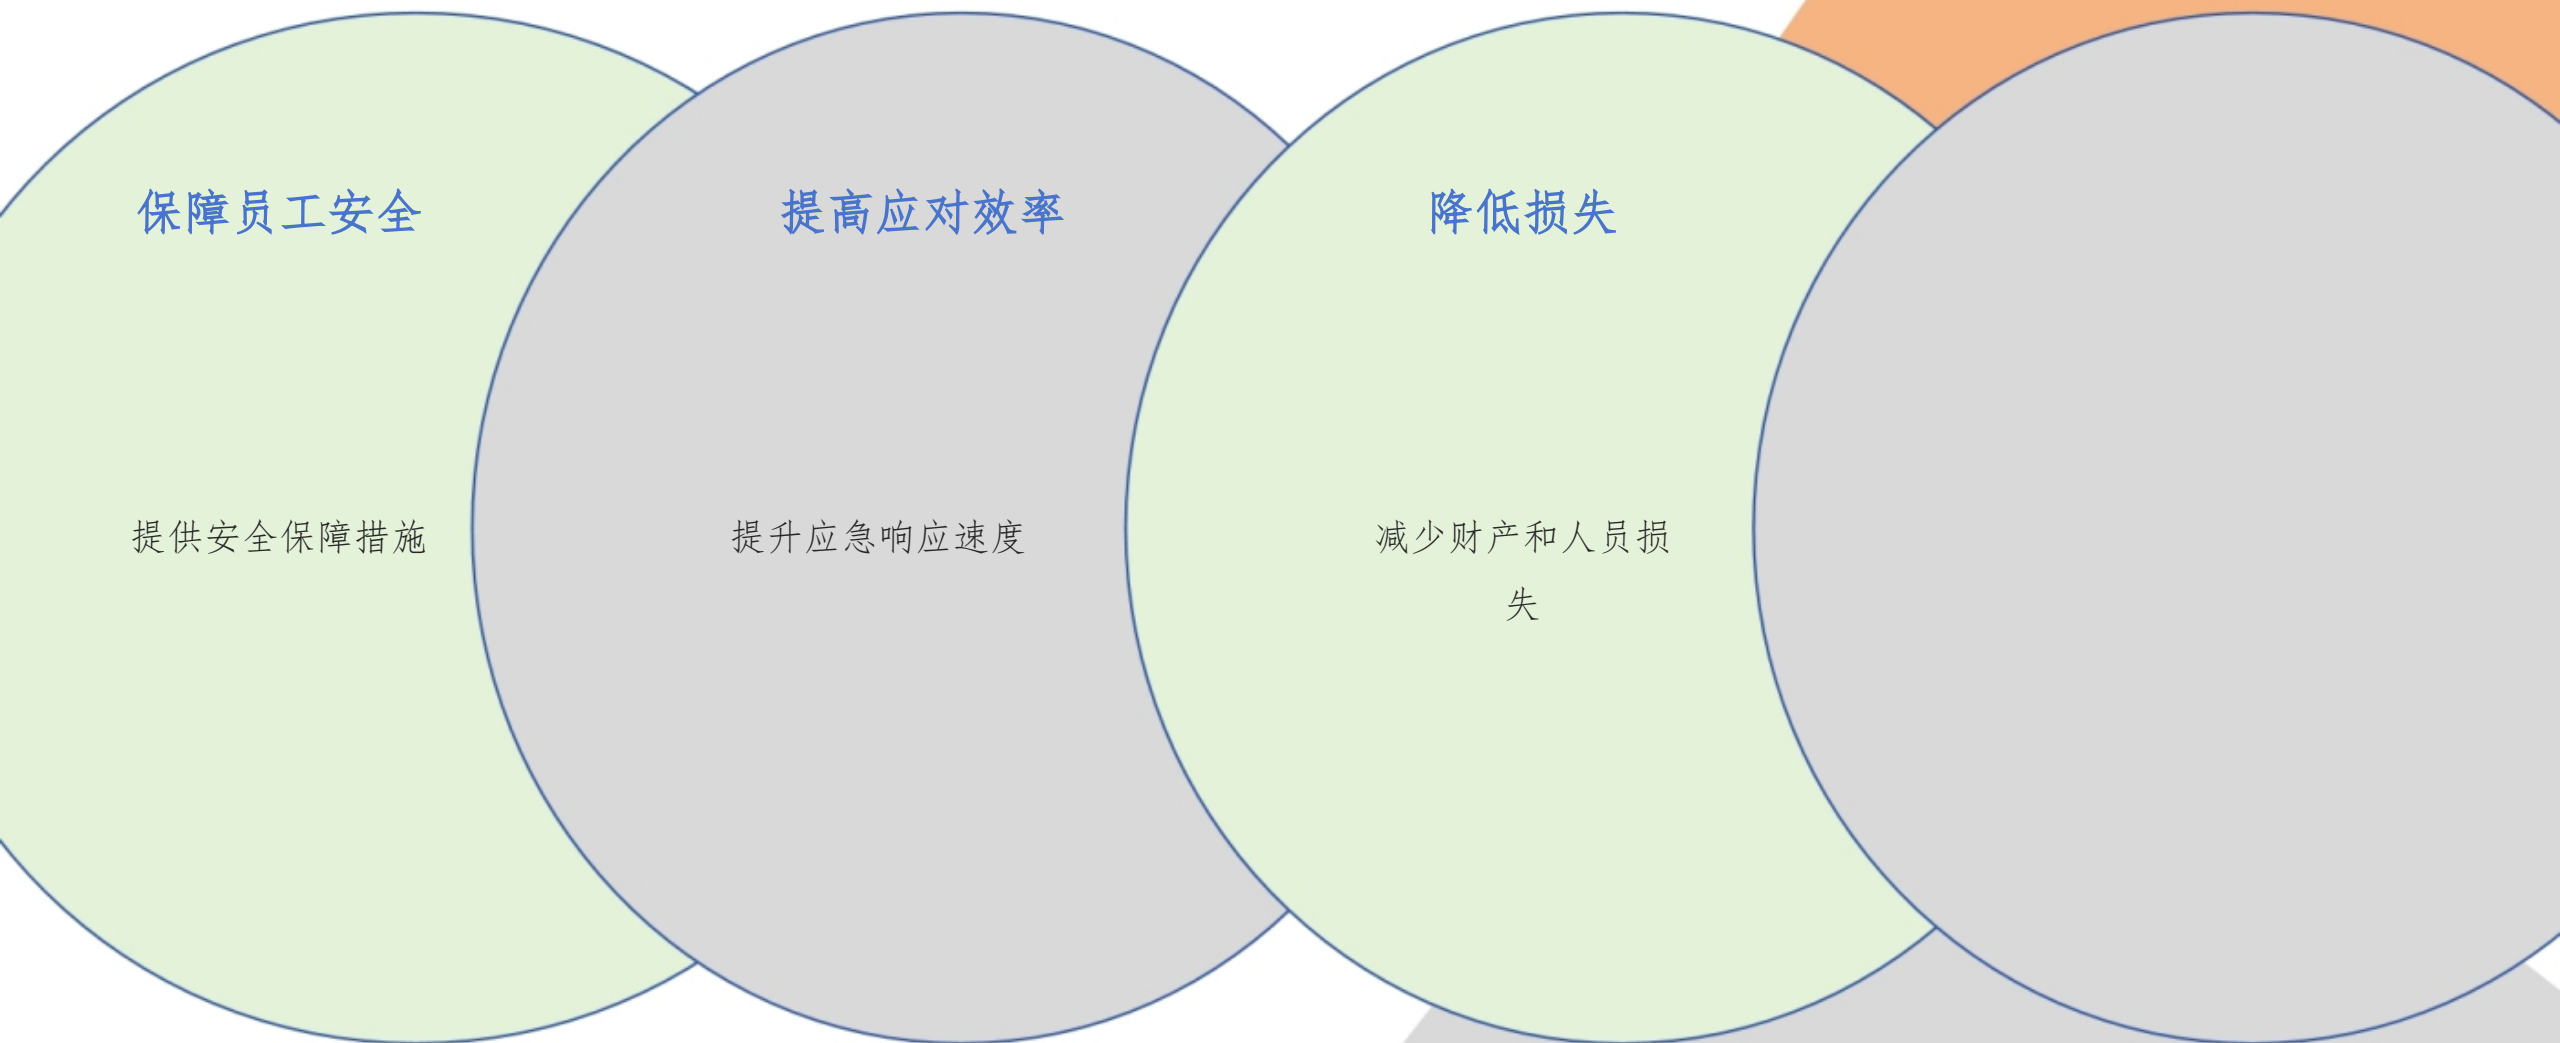 保障员工安全
提高应对效率
降低损失
提供安全保障措施
提升应急响应速度
减少财产和人员损
失